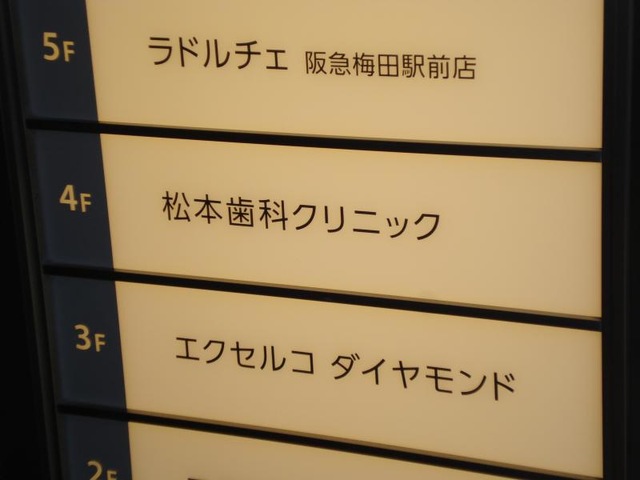 5F ラドルチェ 阪急梅田駅前店
4F 松本歯科クリニック
3F エクセルコ ダイヤモンド
2F